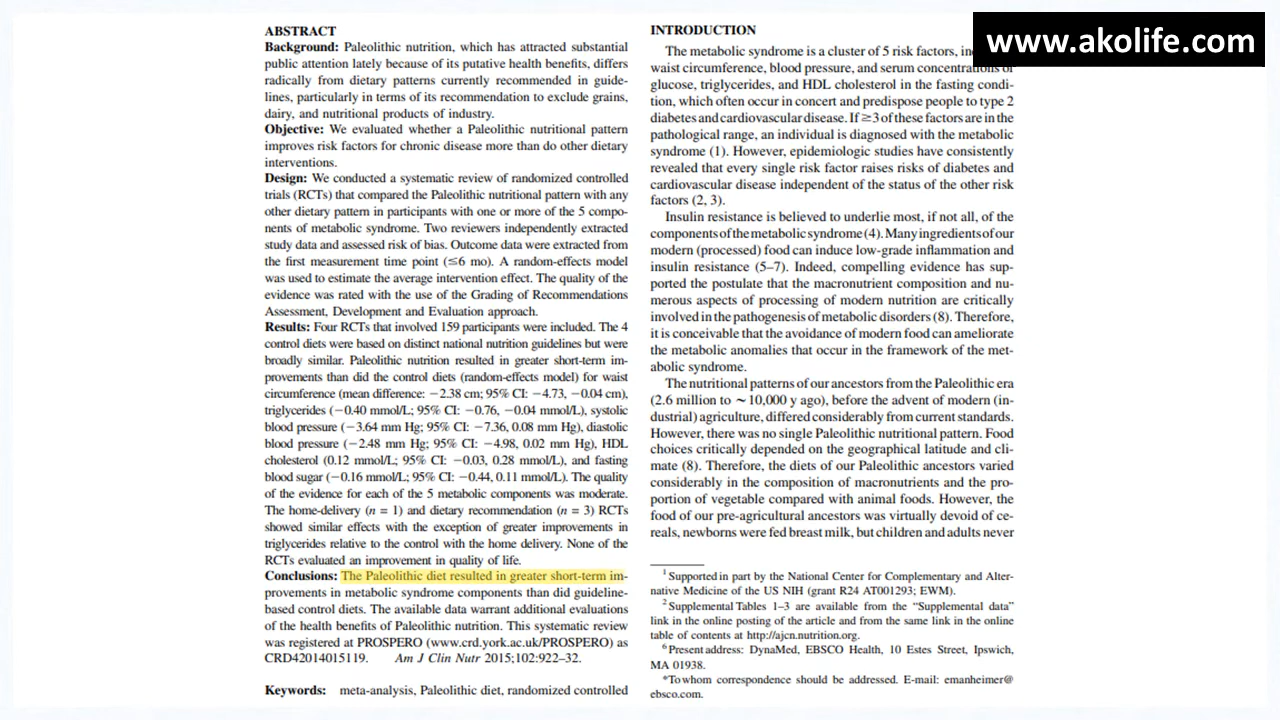 ABSTRACT
Background: Paleolithic nutrition, which has attracted substantial
public attention lately because of its putative health benefits, differs
radically from dietary patterns currently recommended in guide-
lines, particularly in terms of its recommendation to exclude grains,
dairy, and nutritional products of industry.
Objective: We evaluated whether a Paleolithic nutritional pattern
improves risk factors for chronic disease more than do other dietary
interventions.
Design: We conducted a systematic review of randomized controlled
trials (RCTs) that compared the Paleolithic nutritional pattern with any
other dietary pattern in participants with one or more of the 5 compo-
nents of metabolic syndrome. Two reviewers independently extracted
study data and assessed risk of bias. Outcome data were extracted from
the first measurement time point (≤6 mo). A random-effects model
was used to estimate the average intervention effect. The quality of the
evidence was rated with the use of the Grading of Recommendations
Assessment, Development and Evaluation approach.
Results: Four RCTs that involved 159 participants were included. The 4
control diets were based on distinct national nutrition guidelines but were
broadly similar. Paleolithic nutrition resulted in greater short-term im-
provements than did the control diets (random-effects model) for waist
circumference (mean difference: −2.38 cm; 95% CI: −4.73, −0.04 cm),
triglycerides (−0.40 mmol/L; 95% CI: −0.76, −0.04 mmol/L), systolic
blood pressure (−3.64 mm Hg; 95% CI: −7.36, 0.08 mm Hg), diastolic
blood pressure (−2.48 mm Hg; 95% CI: −4.98, 0.02 mm Hg), HDL
cholesterol (0.12 mmol/L; 95% CI: −0.03, 0.28 mmol/L), and fasting
blood sugar (−0.16 mmol/L; 95% CI: −0.44, 0.11 mmol/L). The quality
of the evidence for each of the 5 metabolic components was moderate.
The home-delivery (n = 1) and dietary recommendation (n = 3) RCTs
showed similar effects with the exception of greater improvements in
triglycerides relative to the control with the home delivery. None of the
RCTs evaluated an improvement in quality of life.
Conclusions: The Paleolithic diet resulted in greater short-term im-
provements in metabolic syndrome components than did guideline-
based control diets. The available data warrant additional evaluations
of the health benefits of Paleolithic nutrition. This systematic review
was registered at PROSPERO (www.crd.york.ac.uk/PROSPERO) as
CRD42014015119. Am J Clin Nutr 2015;102:922–32.
Keywords: meta-analysis, Paleolithic diet, randomized controlled
INTRODUCTION
www.akolife.com
The metabolic syndrome is a cluster of 5 risk factors,
waist circumference, blood pressure, and serum concentrations of
glucose, triglycerides, and HDL cholesterol in the fasting condi-
tion, which often occur in concert and predispose people to type 2
diabetes and cardiovascular disease. If ≥3 of these factors are in the
pathological range, an individual is diagnosed with the metabolic
syndrome (1). However, epidemiologic studies have consistently
revealed that every single risk factor raises risks of diabetes and
cardiovascular disease independent of the status of the other risk
factors (2, 3).
Insulin resistance is believed to underlie most, if not all, of the
components of the metabolic syndrome (4). Many ingredients of our
modern (processed) food can induce low-grade inflammation and
insulin resistance (5–7). Indeed, compelling evidence has sup-
ported the postulate that the macronutrient composition and nu-
merous aspects of processing of modern nutrition are critically
involved in the pathogenesis of metabolic disorders (8). Therefore,
it is conceivable that the avoidance of modern food can ameliorate
the metabolic anomalies that occur in the framework of the met-
abolic syndrome.
The nutritional patterns of our ancestors from the Paleolithic era
(2.6 million to ~10,000 y ago), before the advent of modern (in-
dustrial) agriculture, differed considerably from current standards.
However, there was no single Paleolithic nutritional pattern. Food
choices critically depended on the geographical latitude and cli-
mate (8). Therefore, the diets of our Paleolithic ancestors varied
considerably in the composition of macronutrients and the pro-
portion of vegetable compared with animal foods. However, the
food of our pre-agricultural ancestors was virtually devoid of ce-
reals, newborns were fed breast milk, but children and adults never
1 Supported in part by the National Center for Complementary and Alter-
native Medicine of the US NIH (grant R24 AT001293; EWM).
2 Supplemental Tables 1–3 are available from the “Supplemental data”
link in the online posting of the article and from the same link in the online
table of contents at http://ajcn.nutrition.org.
6 Present address: DynaMed, EBSCO Health, 10 Estes Street, Ipswich,
MA 01938.
*To whom correspondence should be addressed. E-mail: emanheimer@
ebsco.com.